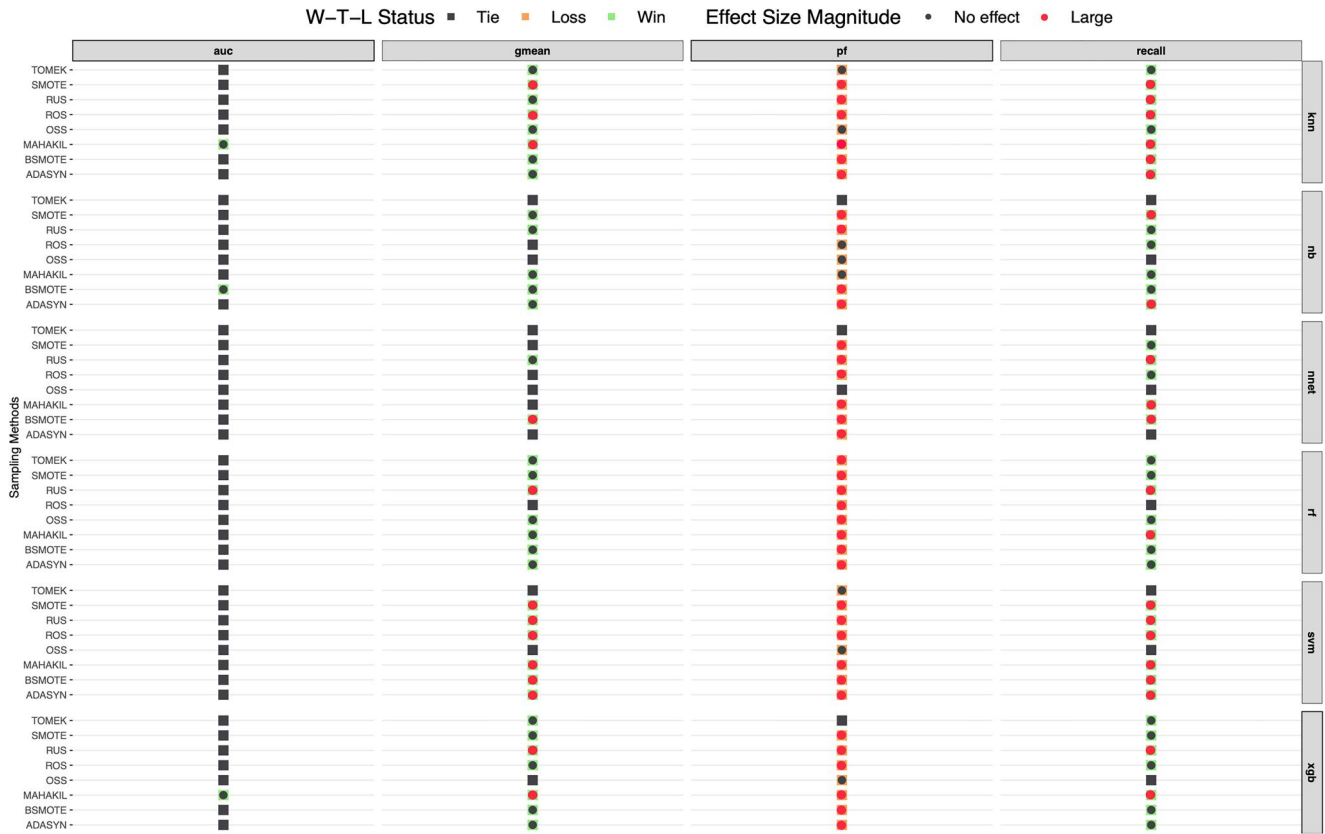 W–T–L Status Tie Loss Win Effect Size Magnitude No effect Large
auc gmean pf recall
TOMEK
SMOTE
RUS
ROS
OSS
MAHAKIL
BSMOTE
ADASYN
knn
TOMEK
SMOTE
RUS
ROS
OSS
MAHAKIL
BSMOTE
ADASYN
nb
TOMEK
SMOTE
RUS
ROS
OSS
MAHAKIL
BSMOTE
ADASYN
nnet
Sampling Methods
TOMEK
SMOTE
RUS
ROS
OSS
MAHAKIL
BSMOTE
ADASYN
rf
TOMEK
SMOTE
RUS
ROS
OSS
MAHAKIL
BSMOTE
ADASYN
svm
TOMEK
SMOTE
RUS
ROS
OSS
MAHAKIL
BSMOTE
ADASYN
xgb